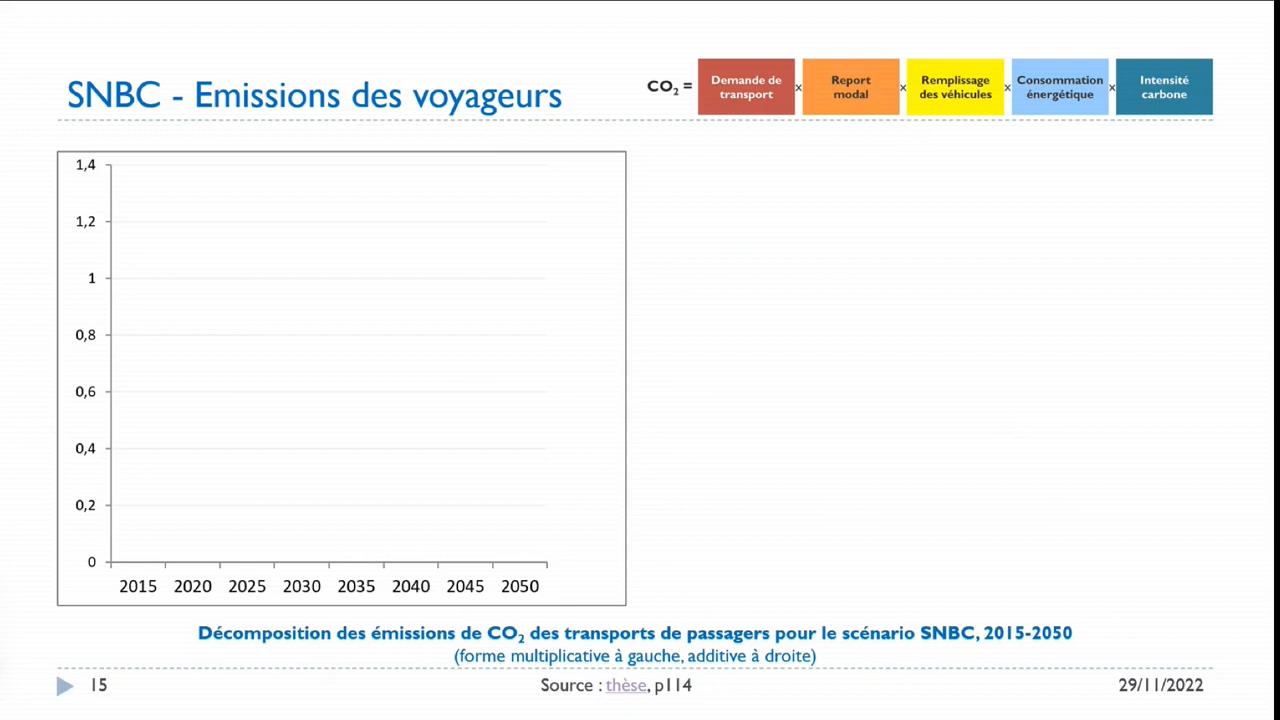 SNBC - Emissions des voyageurs
CO2 =
Demande de
transport
x
Report
modal
x
Remplissage
des véhicules
x
Consommation
énergétique
x
Intensité
carbone
1,4
1,2
1
0,8
0,6
0,4
0,2
0
2015 2020 2025 2030 2035 2040 2045 2050
Décomposition des émissions de CO2 des transports de passagers pour le scénario SNBC, 2015-2050
(forme multiplicative à gauche, additive à droite)
15
Source : thèse, p114
29/11/2022